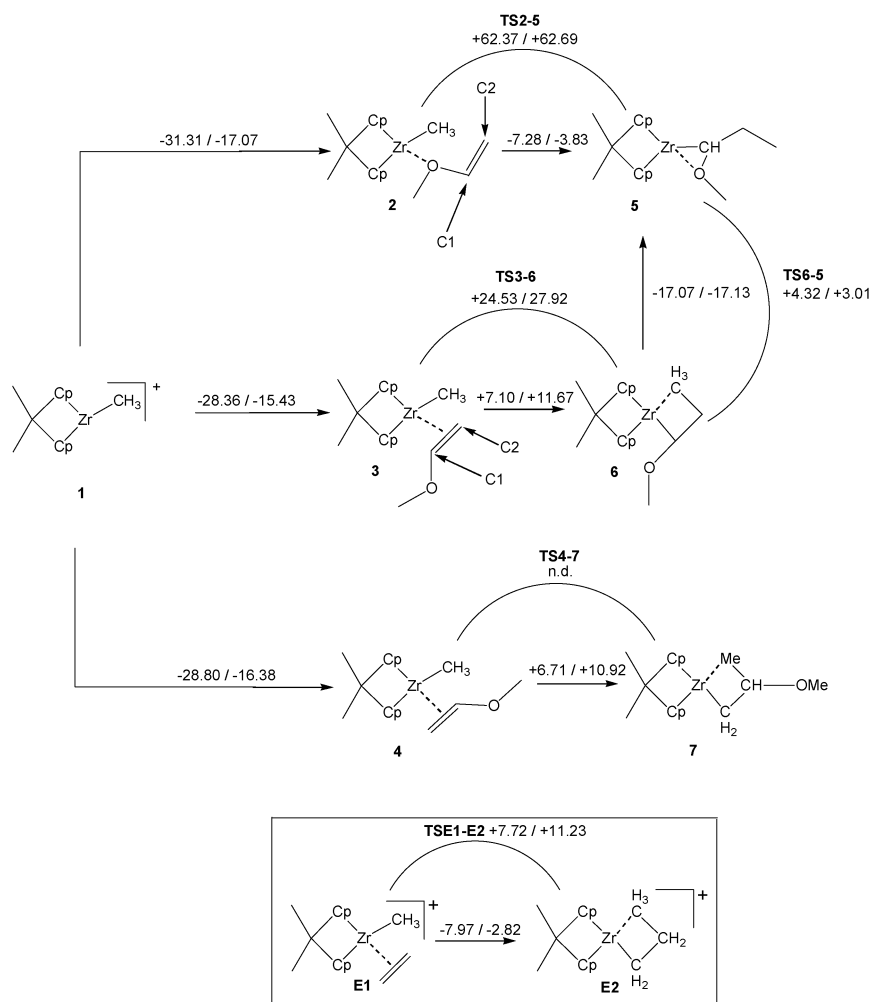 TS2-5
+62.37 / +62.69
C2
Cp
Zr
CH3
Cp
O
2
C1
-31.31 / -17.07
-7.28 / -3.83
Cp
Zr
CH
Cp
O
5
TS3-6
+24.53 / 27.92
-17.07 / -17.13
TS6-5
+4.32 / +3.01
Cp
Zr
CH3
+
Cp
1
-28.36 / -15.43
Cp
Zr
CH3
Cp
C2
C1
O
3
+7.10 / +11.67
H3
C
Cp
Zr
Cp
O
6
TS4-7
n.d.
-28.80 / -16.38
Cp
Zr
CH3
Cp
O
4
+6.71 / +10.92
Cp
Me
Zr
CH
OMe
Cp
C
H2
7
TSE1-E2 +7.72 / +11.23
Cp
Zr
CH3
+
Cp
E1
-7.97 / -2.82
H3
C
+
Cp
Zr
CH2
Cp
C
H2
E2